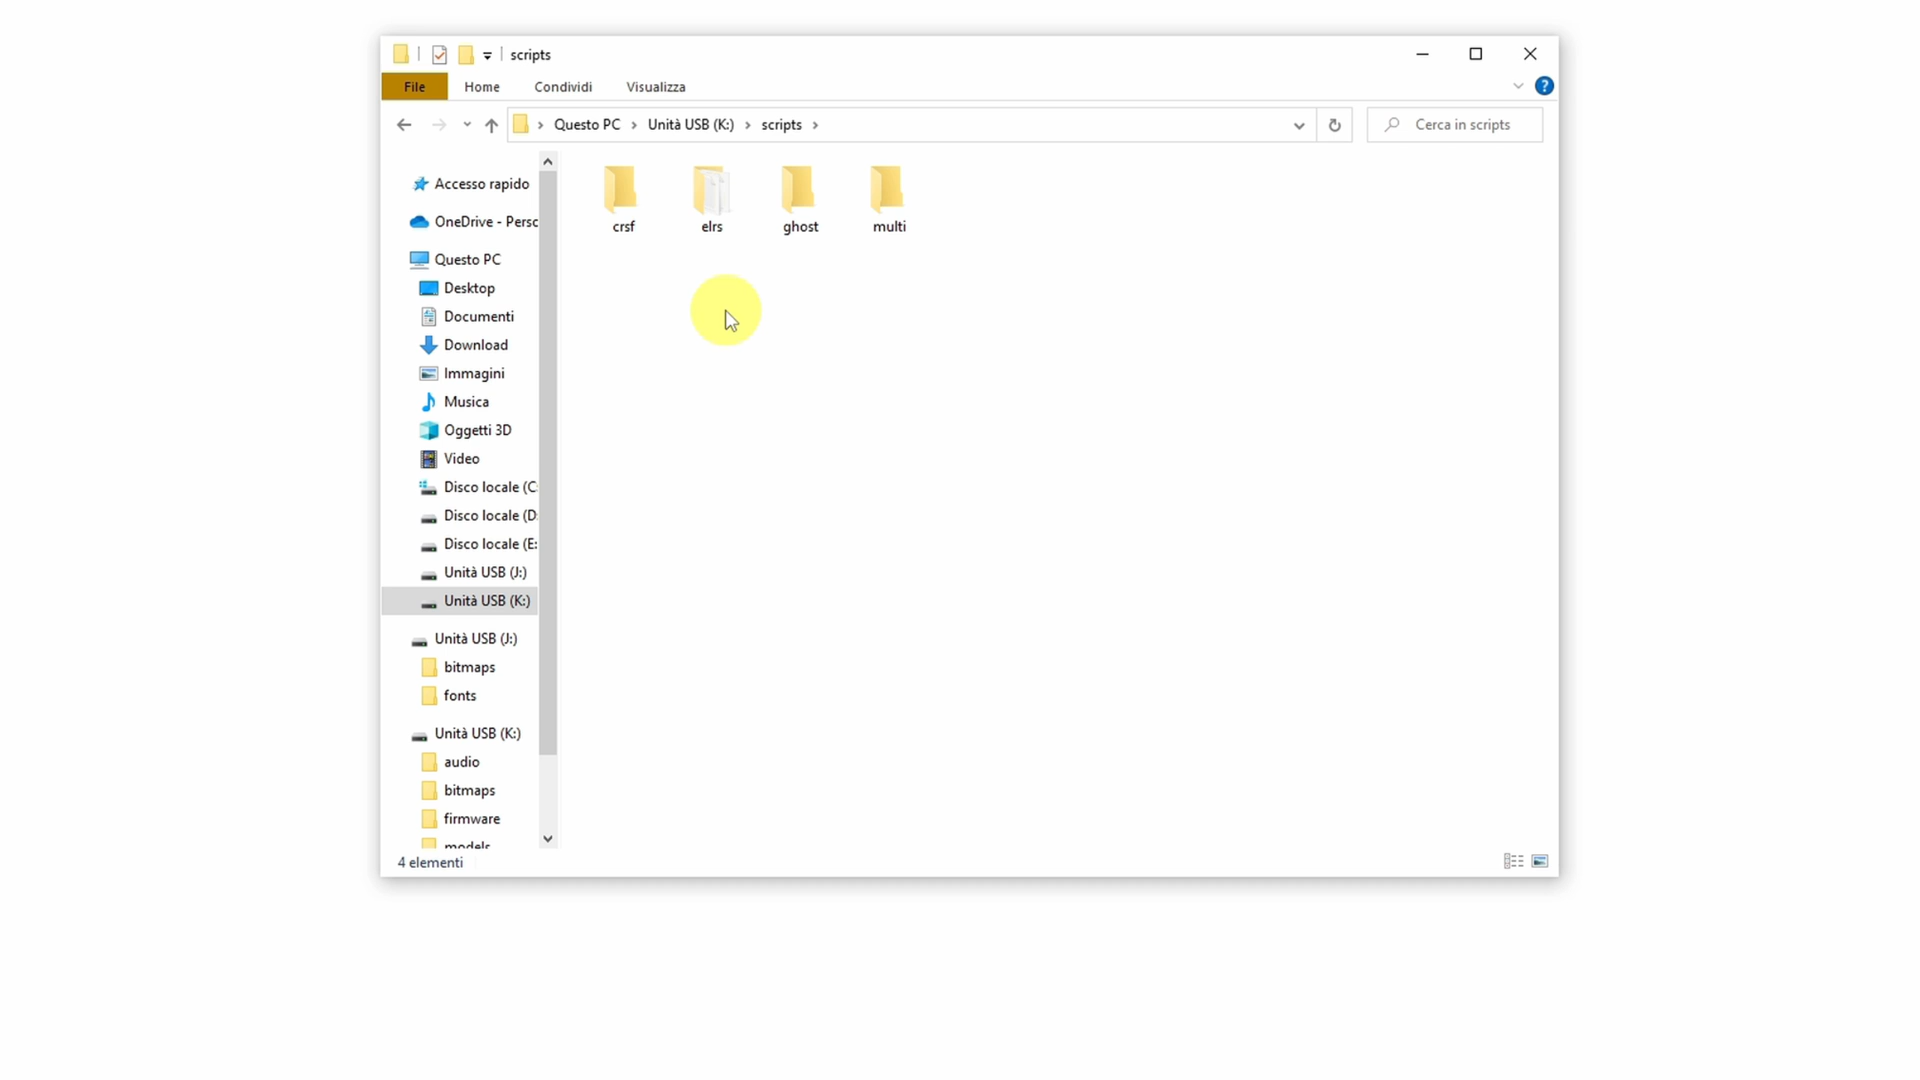 scripts
File Home Condividi Visualizza
Questo PC Unità USB (K:) scripts
Cerca in scripts
Accesso rapido
OneDrive - Perso
Questo PC
Desktop
Documenti
Download
Immagini
Musica
Oggetti 3D
Video
Disco locale (C:
Disco locale (D:
Disco locale (E:
Unità USB (J:)
Unità USB (K:)
Unità USB (J:)
bitmaps
fonts
Unità USB (K:)
audio
bitmaps
firmware
models
crsf elrs ghost multi
4 elementi